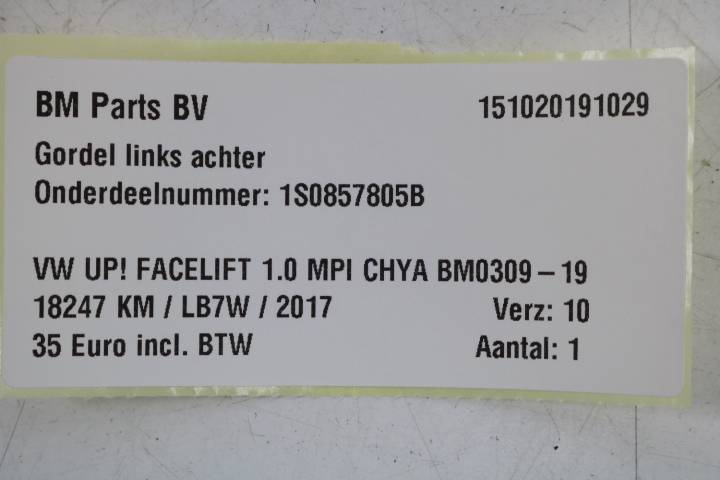 BM Parts BV 151020191029
Gordel links achter
Onderdeelnummer: 1S0857805B
VW UP! FACELIFT 1.0 MPI CHYA BM0309 – 19
18247 KM / LB7W / 2017 Verz: 10
35 Euro incl. BTW Aantal: 1